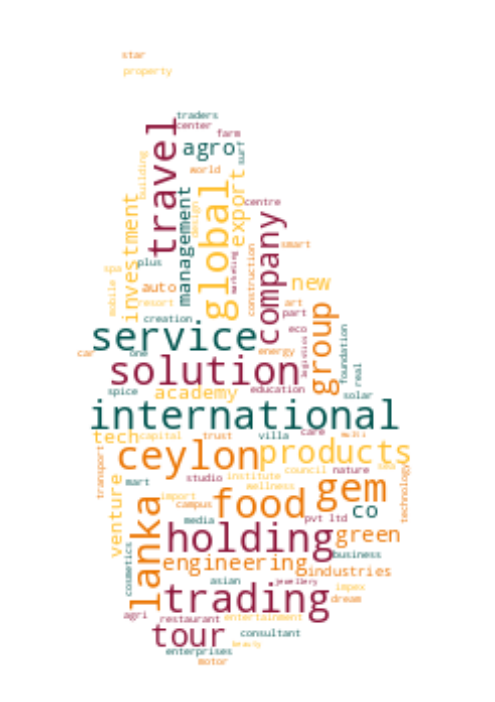 star
property
traders
center
farm
travel
agro
surf
world
building
global
export
management
design
investment
centre
company
smart
construction
marketing
plus
spa
auto
new
mobile
resort
art
part
creation
group
service
eco
foundation
logistics
car
one
energy
solution
real
education
spice
academy
solar
international
tech
capital
trust
villa
care
multi
ceylon
products
transport
council
nature
sea
technology
studio
institute
mart
wellness
gem
venture
import
campus
food
co
lanka
media
pvt ltd
holding
green
business
engineering
industries
cosmetics
asian
jewellery
impex
trading
dream
agri
restaurant
entertainment
tour
consultant
beauty
enterprises
motor